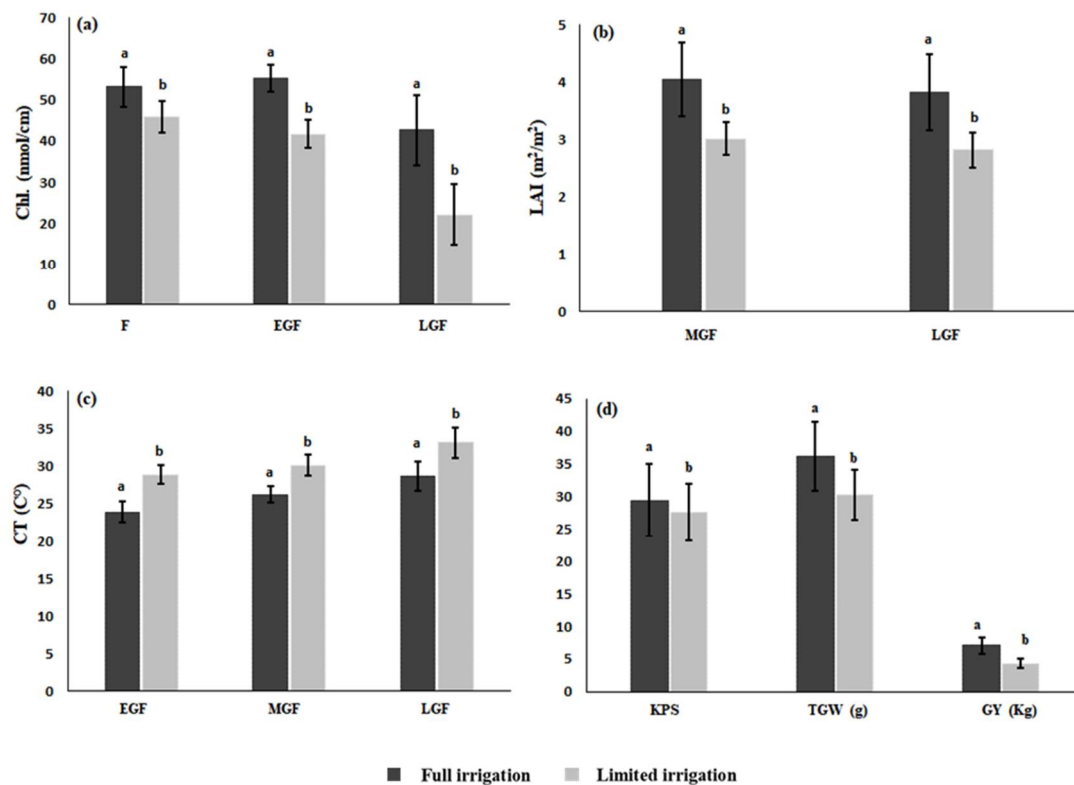 (a)
Chl. (nmol/cm)
70
60
50
40
30
20
10
0
a
b
a
b
a
b
F EGF LGF
(b)
LAI (m²/m²)
5
4
3
2
1
0
a
b
a
b
MGF LGF
(c)
CT (C°)
40
35
30
25
20
15
10
5
0
a
b
a
b
a
b
EGF MGF LGF
(d)
45
40
35
30
25
20
15
10
5
0
a
b
a
b
a
b
KPS TGW (g) GY (Kg)
Full irrigation Limited irrigation